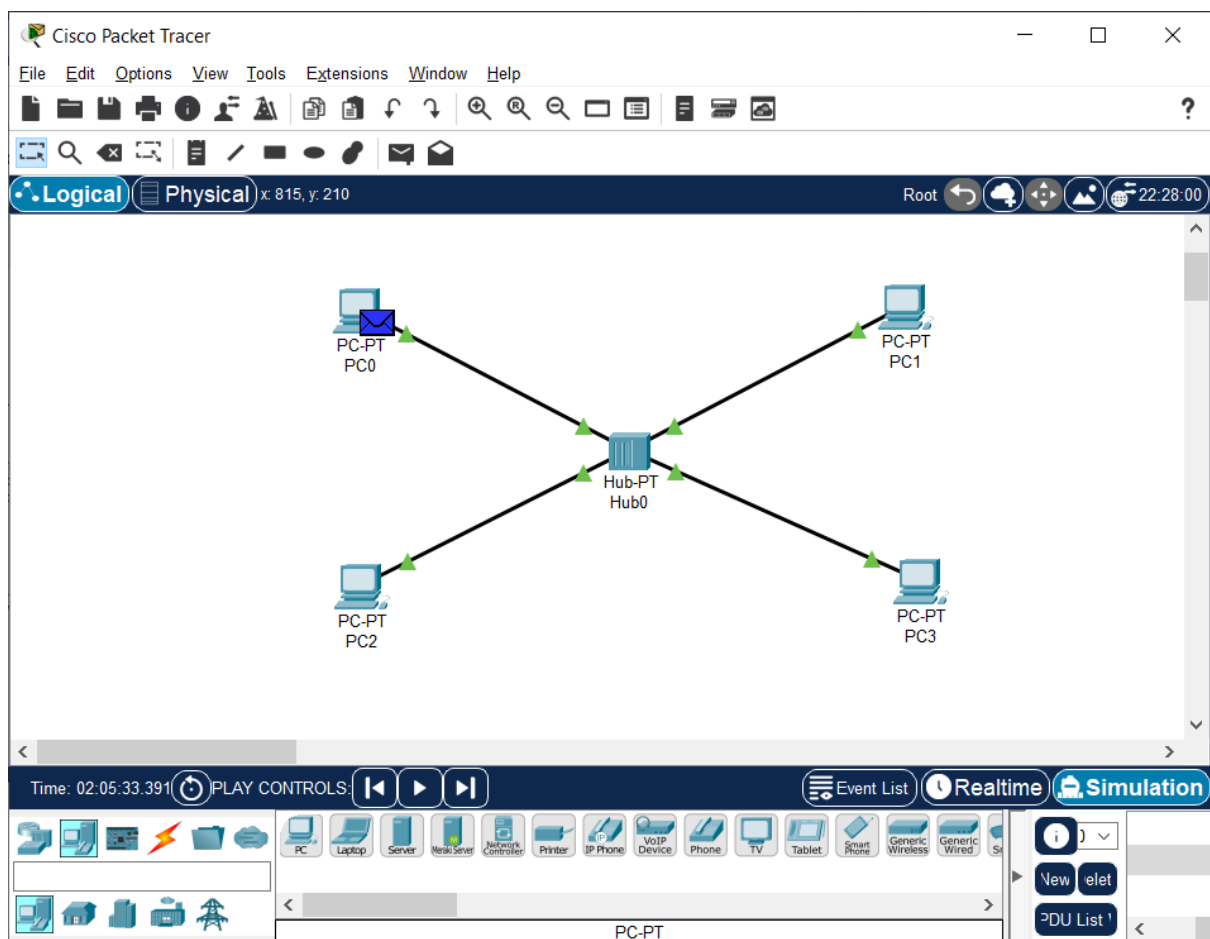 Cisco Packet Tracer
File Edit Options View Tools Extensions Window Help
?
Logical Physical x: 815, y: 210 Root 22:28:00
PC-PT
PC0
PC-PT
PC1
Hub-PT
Hub0
PC-PT
PC2
PC-PT
PC3
Time: 02:05:33.391 PLAY CONTROLS: Event List Realtime Simulation
PC Laptop Server Meraki Server Network Controller Printer IP Phone VoIP Device Phone TV Tablet Smart Phone Generic Wireless Generic Wired
New elet
PDU List
PC-PT